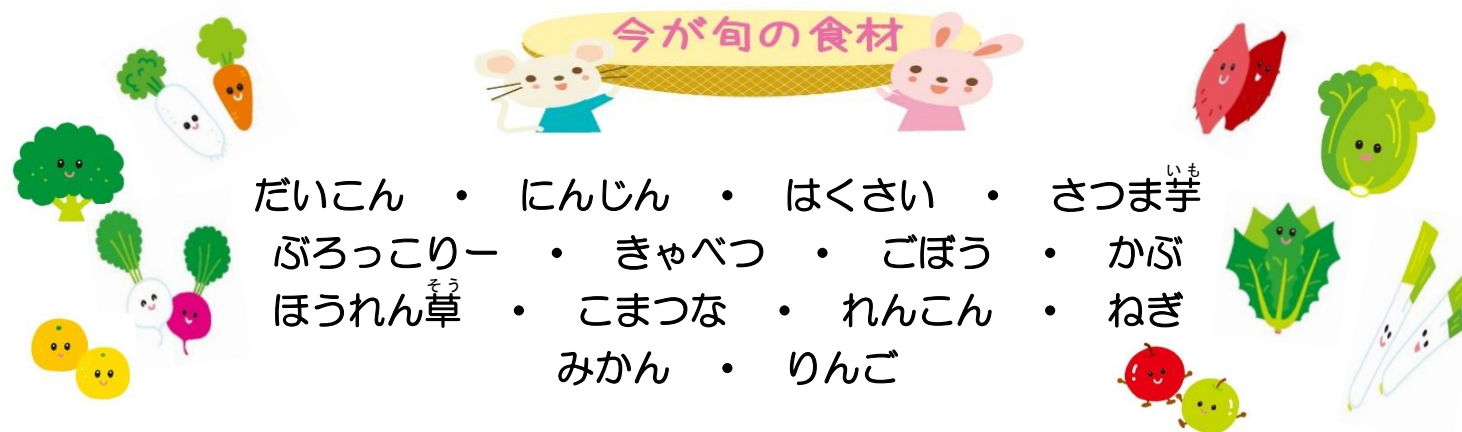 今が旬の食材
だいこん ・ にんじん ・ はくさい ・ さつま芋
ぶろっこりー ・ きゃべつ ・ ごぼう ・ かぶ
ほうれん草 ・ こまつな ・ れんこん ・ ねぎ
みかん ・ りんご